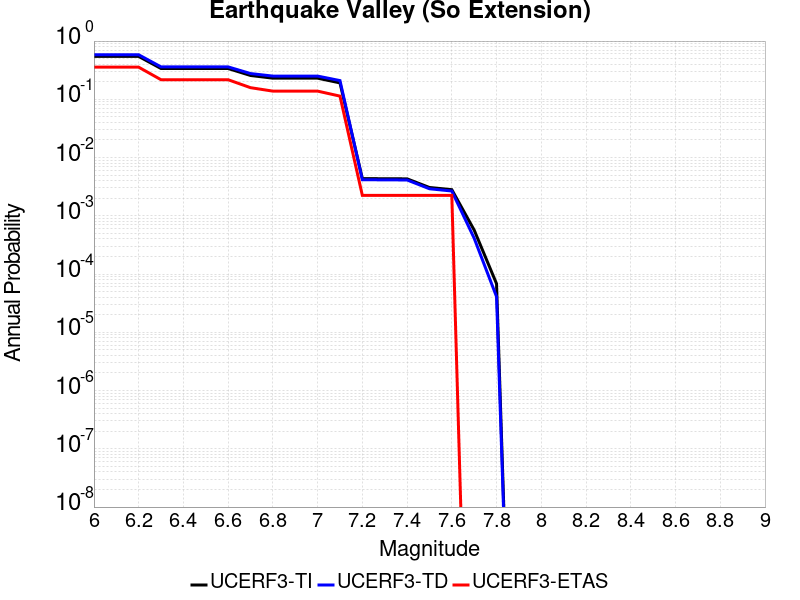 Earthquake Valley (So Extension)
10^0
10^-1
10^-2
10^-3
10^-4
10^-5
10^-6
10^-7
10^-8
Annual Probability
6 6.2 6.4 6.6 6.8 7 7.2 7.4 7.6 7.8 8 8.2 8.4 8.6 8.8 9
Magnitude
UCERF3-TI UCERF3-TD UCERF3-ETAS